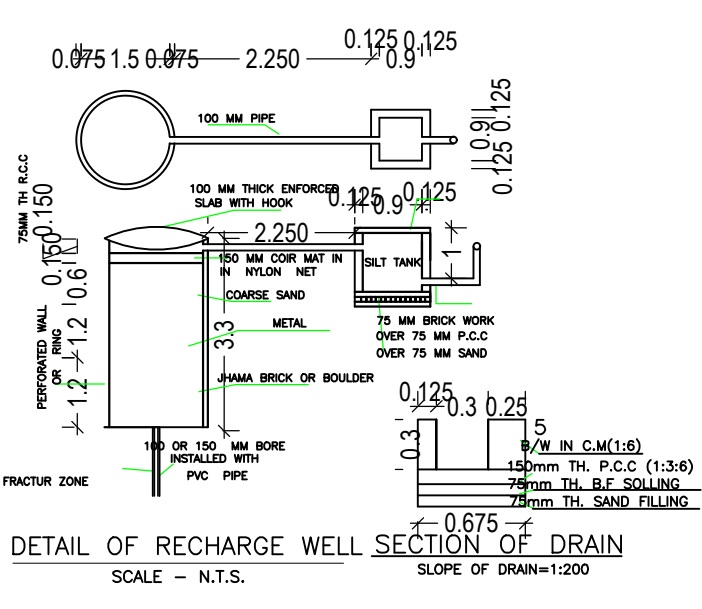 0.125 0.125
0.075 1.5 0.075 2.250 0.9
100 MM PIPE
0.125
0.9
0.125
75MM TH R.C.C
0.150
0.150
0.6
1.2
1.2
PERFORATED WALL
OR RING
100 MM THICK ENFORCED
SLAB WITH HOOK
0.125 0.125
0.9
2.250
1
150 MM COIR MAT IN
IN NYLON NET
SILT TANK
COARSE SAND
METAL
3.3
75 MM BRICK WORK
OVER 75 MM P.C.C
OVER 75 MM SAND
JHAMA BRICK OR BOULDER
100 OR 150 MM BORE
INSTALLED WITH
PVC PIPE
FRACTUR ZONE
0.125
0.3 0.25
0.3
5
B/W IN C.M(1:6)
150mm TH. P.C.C (1:3:6)
75mm TH. B.F SOLLING
75mm TH. SAND FILLING
0.675
DETAIL OF RECHARGE WELL
SCALE - N.T.S.
SECTION OF DRAIN
SLOPE OF DRAIN=1:200